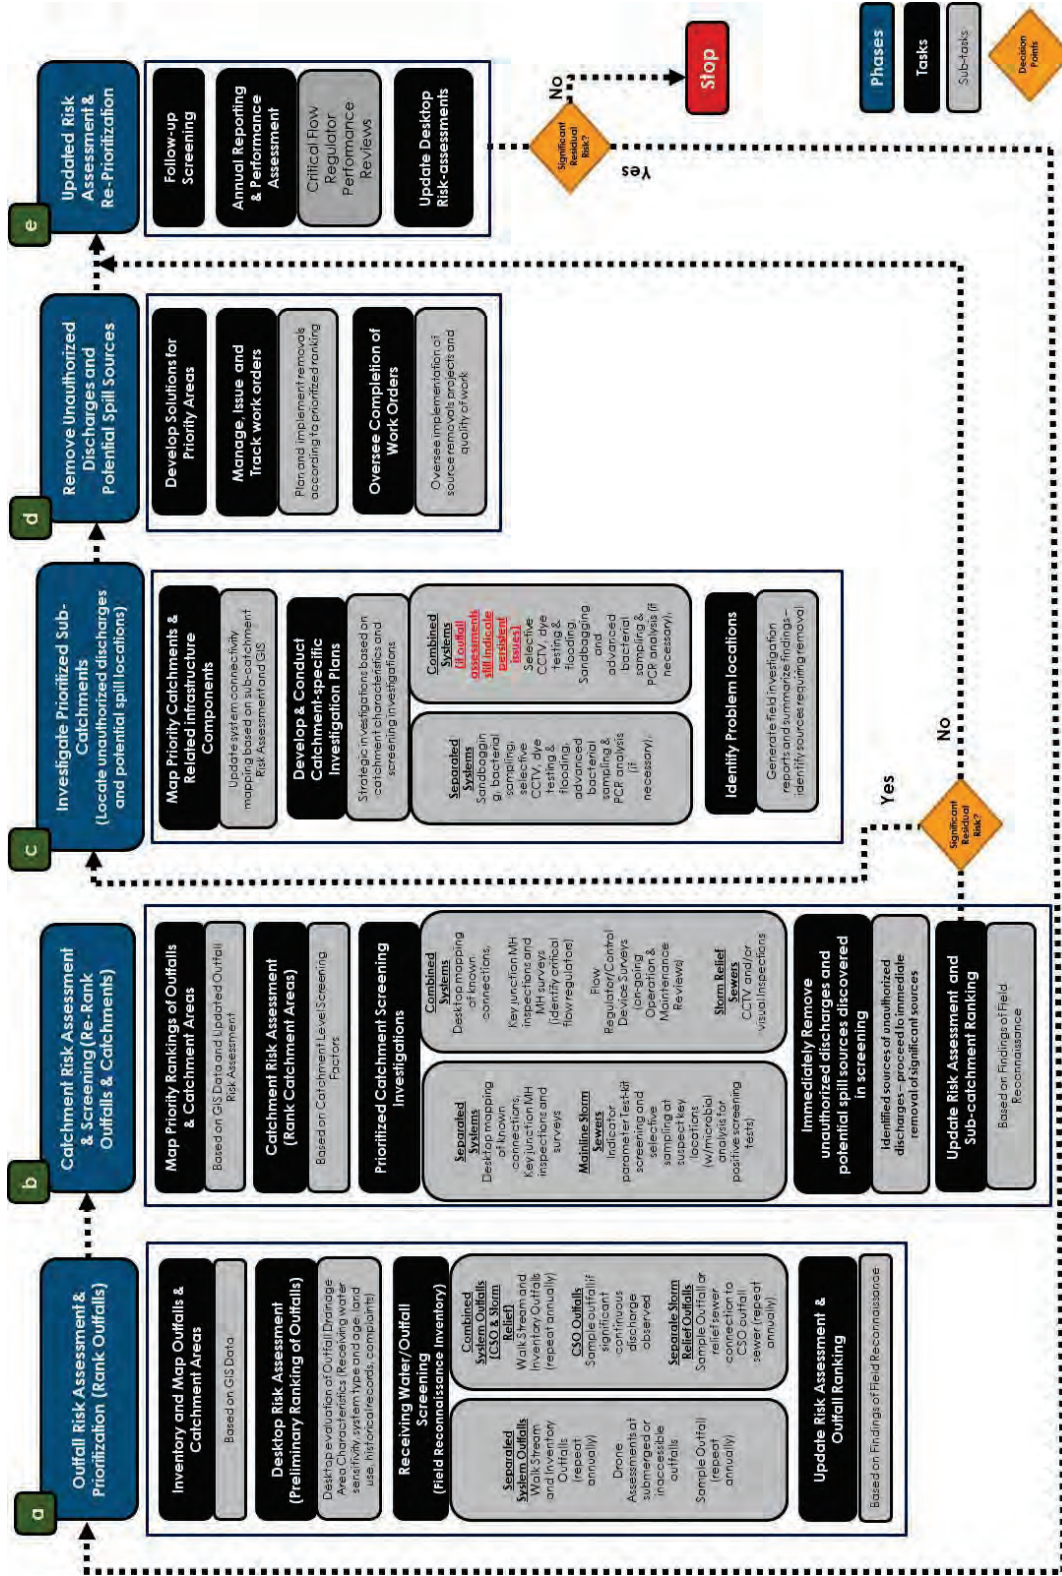 a
Outfall Risk Assessment &
Prioritization (Rank Outfalls)
Inventory and Map Outfalls &
Catchment Areas
Based on GIS Data
Desktop Risk Assessment
(Preliminary Ranking of Outfalls)
Desktop evaluation of Outfall Drainage
Area Characteristics (Receiving water
sensitivity, system type and age, land
use, historical records, complaints)
Receiving Water/Outfall
Screening
(Field Reconnaissance Inventory)
Separated
System Outfalls
Walk Stream
and Inventory
Outfalls
(repeat
annually)
Drone
Assessments at
submerged or
inaccessible
outfalls
Sample Outfall
(repeat
annually)
Combined
System Outfalls
(CSO & Storm
Relief)
Walk Stream and
Inventory Outfalls
(repeat annually)
CSO Outfalls
Sample outfall if
significant
continuous
discharge
observed
Separate Storm
Relief Outfalls
Sample Outfall or
relief sewer
connection to
CSO outfall
sewer (repeat
annually)
Update Risk Assessment &
Outfall Ranking
Based on Findings of Field Reconnaissance
b
Catchment Risk Assessment
& Screening (Re-Rank
Outfalls & Catchments)
Map Priority Rankings of Outfalls
& Catchment Areas
Based on GIS Data and Updated Outfall
Risk Assessment
Catchment Risk Assessment
(Rank Catchment Areas)
Based on Catchment Level Screening
Factors
Prioritized Catchment Screening
Investigations
Separated
Systems
Desktop mapping
of known
connections,
Key junction MH
inspections and
surveys
Mainline Storm
Sewers
Indicator
parameter Test-kit
screening and
selective
sampling at
suspect key
locations
(w/microbial
analysis for
positive screening
tests)
Combined
Systems
Desktop mapping
of known
connections,
Key junction MH
inspections and
MH surveys
(identify critical
flow regulators)
Flow
Regulator/Control
Device Surveys
(on-going
Operation &
Maintenance
Reviews)
Storm Relief
Sewers
CCTV and/or
visual Inspections
Immediately Remove
unauthorized discharges and
potential spill sources discovered
in screening
Identified sources of unauthorized
discharges – proceed to immediate
removal of significant sources
Update Risk Assessment and
Sub-catchment Ranking
Based on Findings of Field
Reconnaissance
Significant
Residual
Risk?
Yes
No
c
Investigate Prioritized Sub-
Catchments
(Locate unauthorized discharges
and potential spill locations)
Map Priority Catchments &
Related Infrastructure
Components
Update system connectivity
mapping based on sub-catchment
Risk Assessment and GIS
Develop & Conduct
Catchment-specific
Investigation Plans
Strategic investigations based on
catchment characteristics and
screening investigations
Separated
Systems
Sandbaggin
g, bacterial
sampling,
selective
CCTV, dye
testing &
flooding,
advanced
bacterial
sampling &
PCR analysis
(if
necessary).
Combined
Systems
(if outfall
assessments
still indicate
persistent
issues)
Selective
CCTV, dye
testing &
flooding,
Sandbagging
and
advanced
bacterial
sampling &
PCR analysis (if
necessary).
Identify Problem locations
Generate field investigation
reports and summarize findings –
identify sources requiring removal
d
Remove Unauthorized
Discharges and
Potential Spill Sources
Develop Solutions for
Priority Areas
Manage, Issue and
Track work orders
Plan and implement removals
according to prioritized ranking
Oversee Completion of
Work Orders
Oversee implementation of
source removals projects and
quality of work
e
Updated Risk
Assessment &
Re-Prioritization
Follow-up
Screening
Annual Reporting
& Performance
Assessment
Critical Flow
Regulator
Performance
Reviews
Update Desktop
Risk-assessments
Significant
Residual
Risk?
No
Yes
Stop
Phases
Tasks
Sub-tasks
Decision
Points